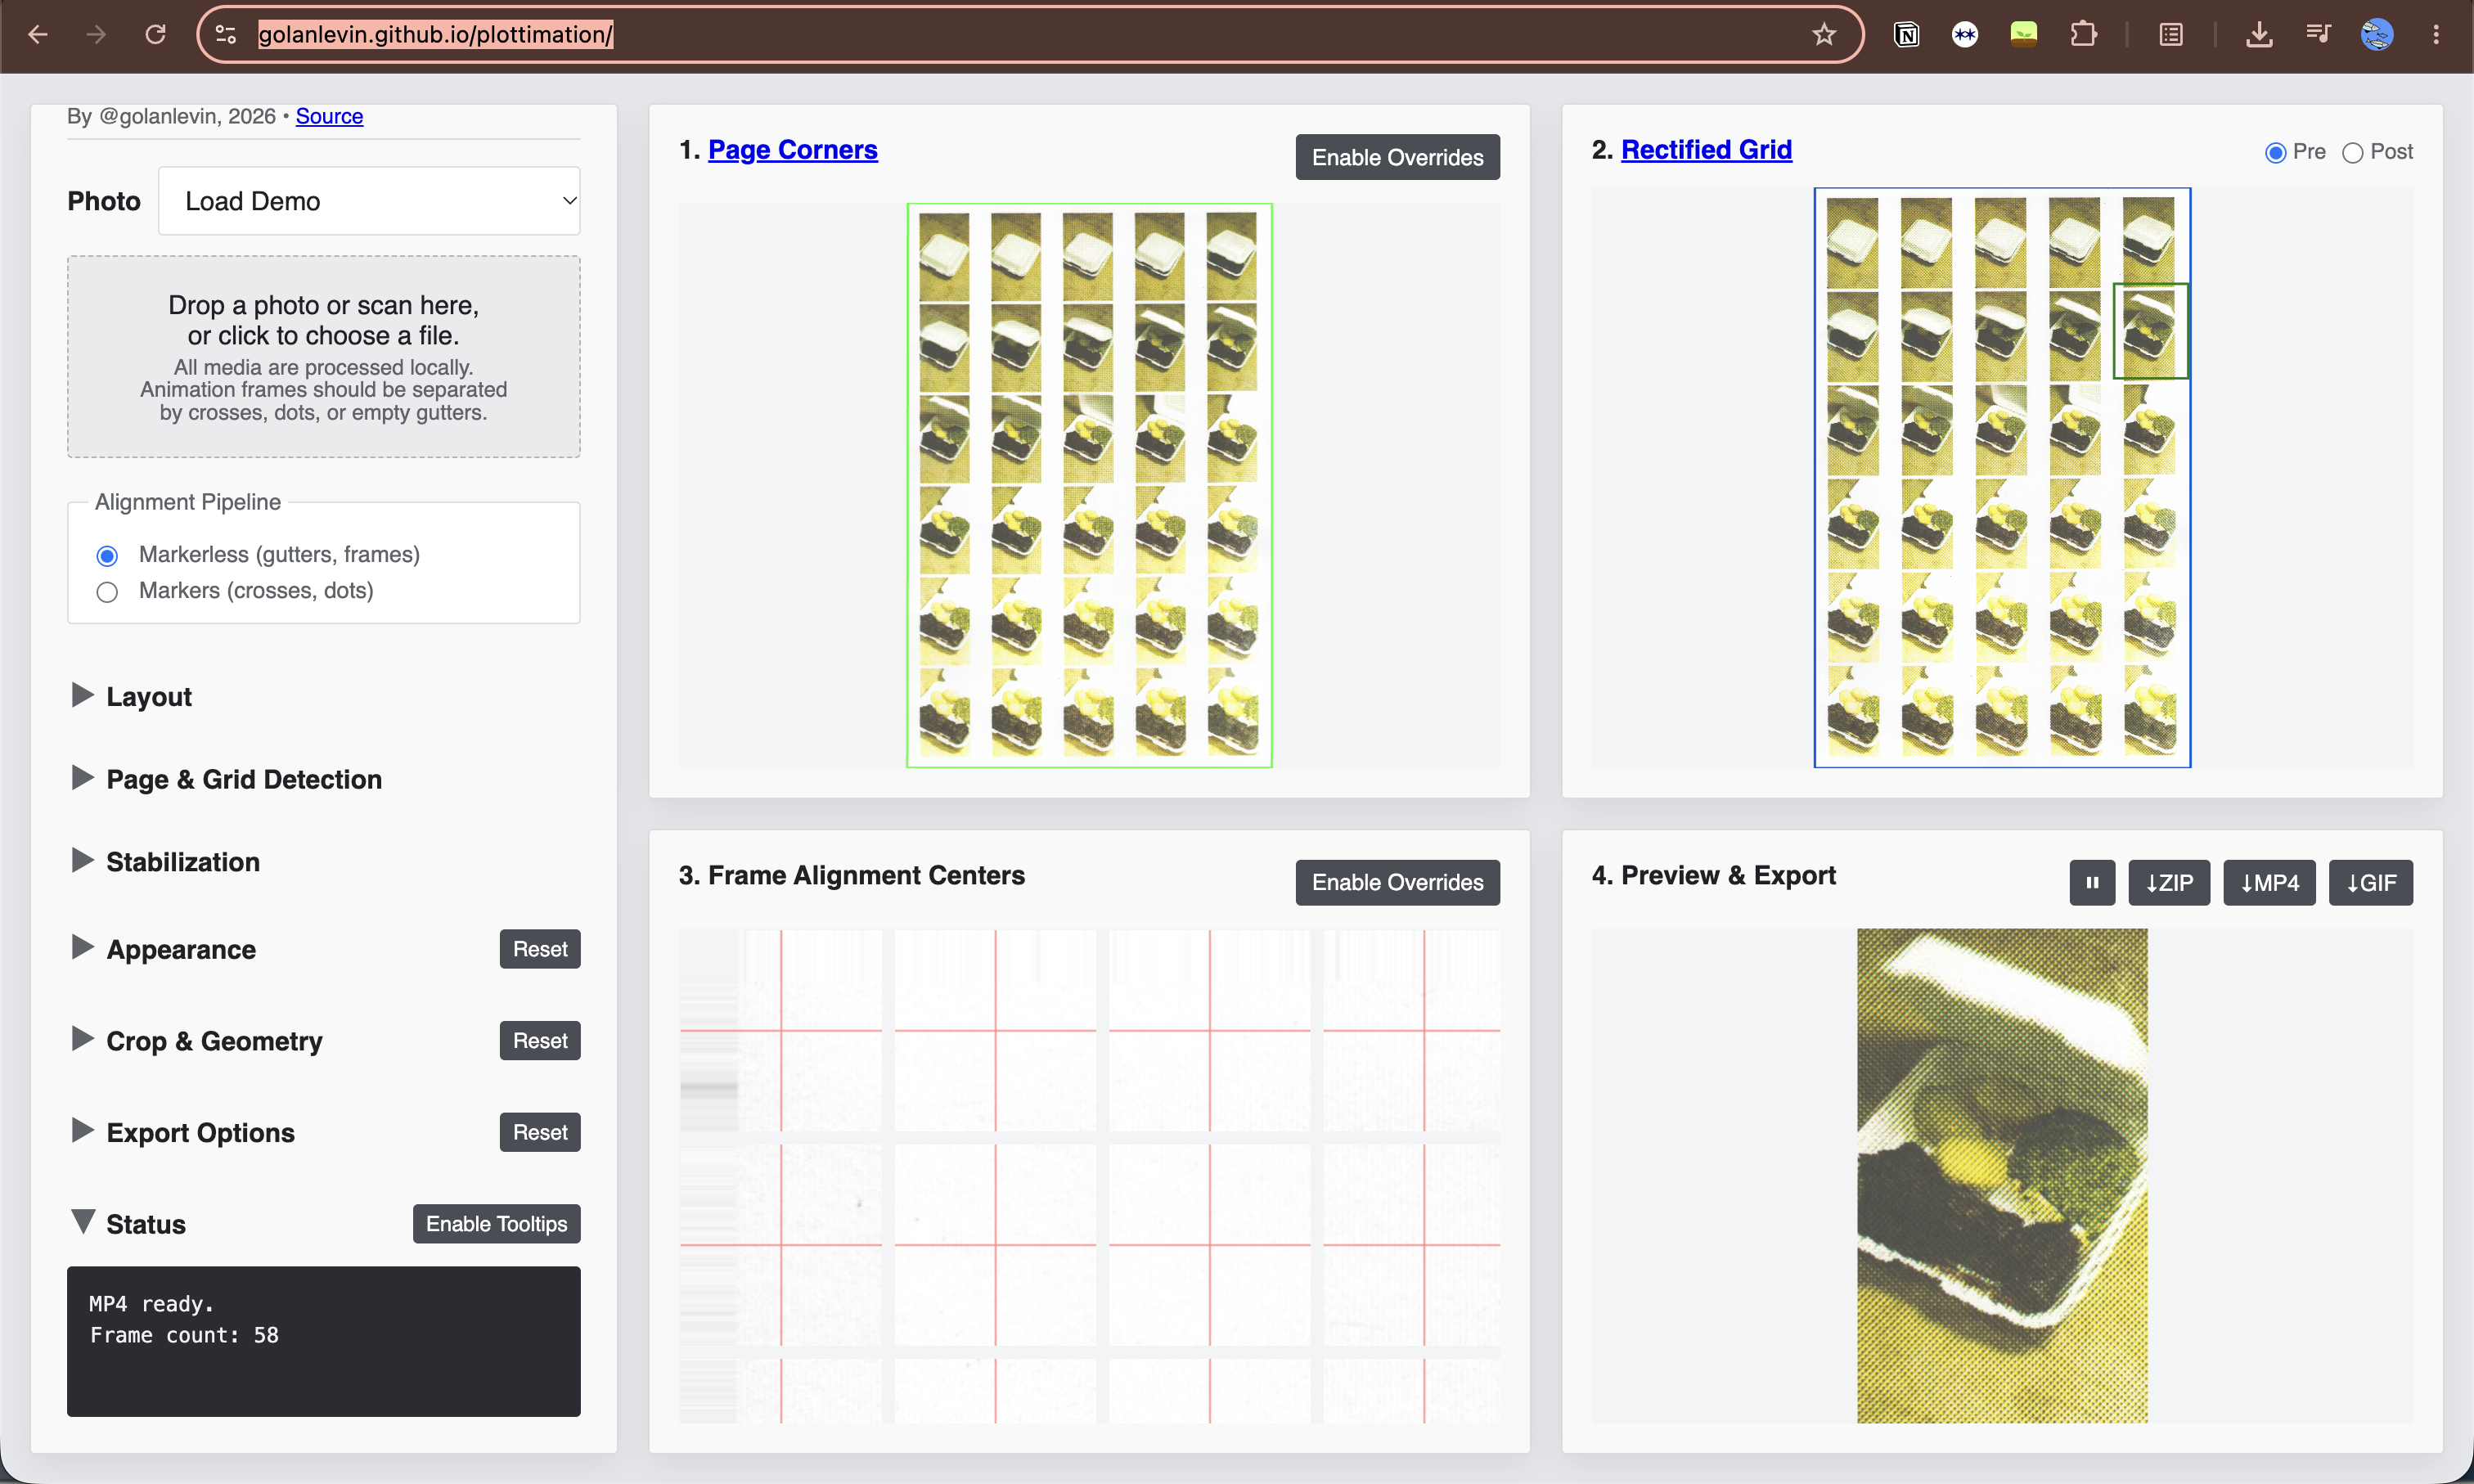 golanlevin.github.io/plottimation/
By @golanlevin, 2026 • Source
Photo
Load Demo
Drop a photo or scan here,
or click to choose a file.
All media are processed locally.
Animation frames should be separated
by crosses, dots, or empty gutters.
Alignment Pipeline
Markerless (gutters, frames)
Markers (crosses, dots)
Layout
Page & Grid Detection
Stabilization
Appearance
Reset
Crop & Geometry
Reset
Export Options
Reset
Status
Enable Tooltips
MP4 ready.
Frame count: 58
1. Page Corners
Enable Overrides
2. Rectified Grid
Pre
Post
3. Frame Alignment Centers
Enable Overrides
4. Preview & Export
↓ZIP
↓MP4
↓GIF